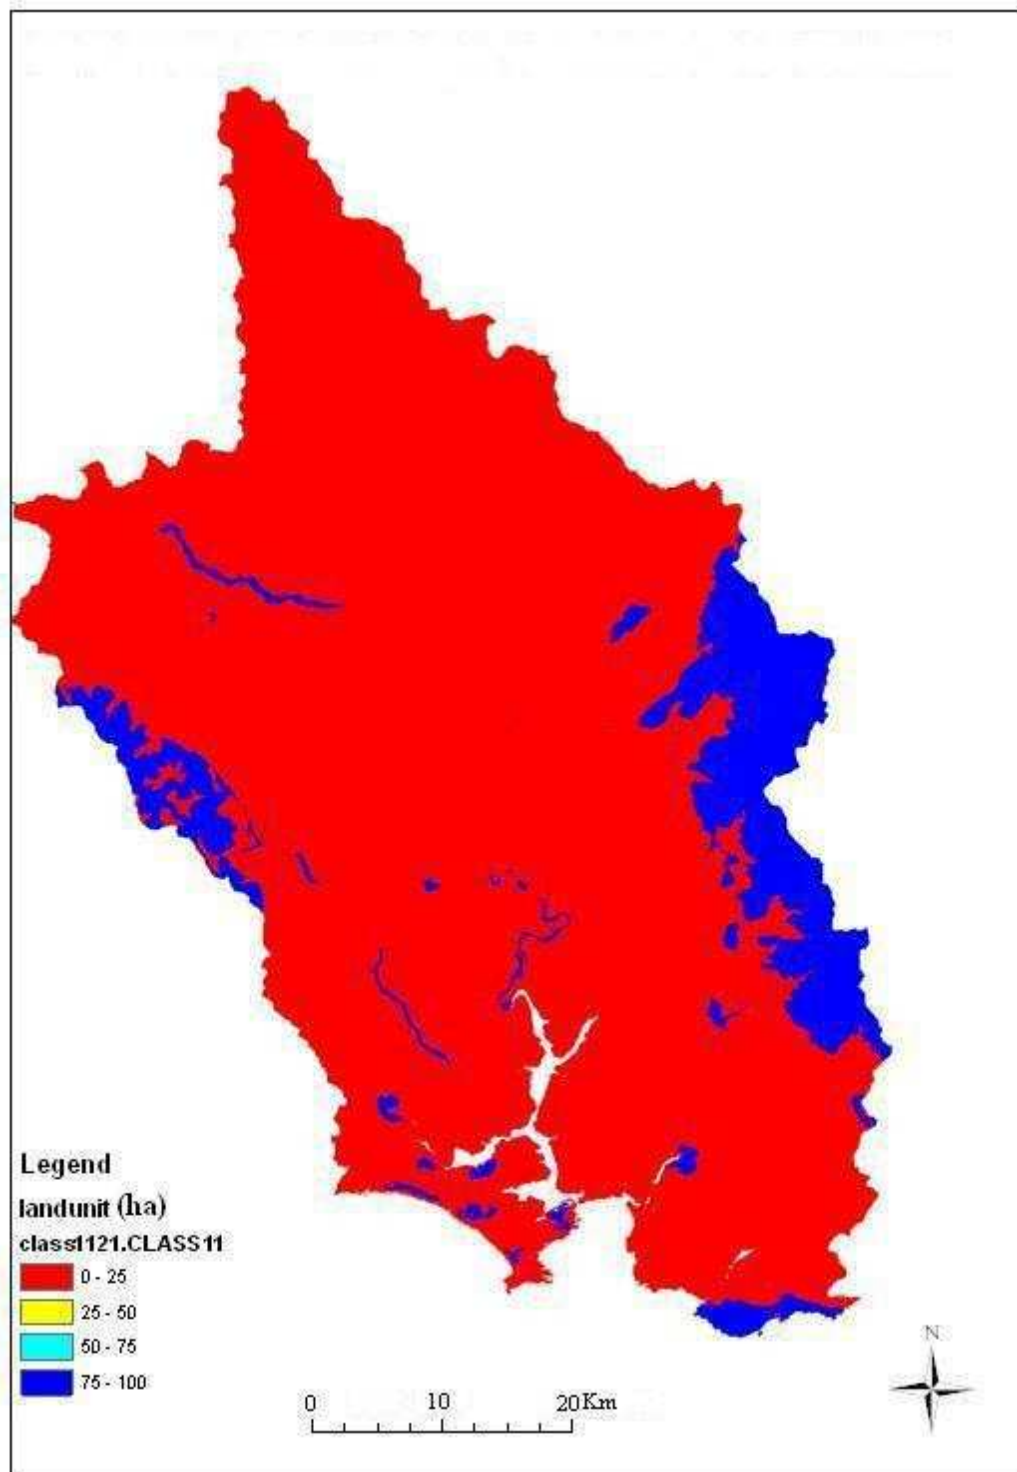 Legend
landunit (ha)
class1121.CLASS11
0 - 25
25 - 50
50 - 75
75 - 100
0 10 20Km
N